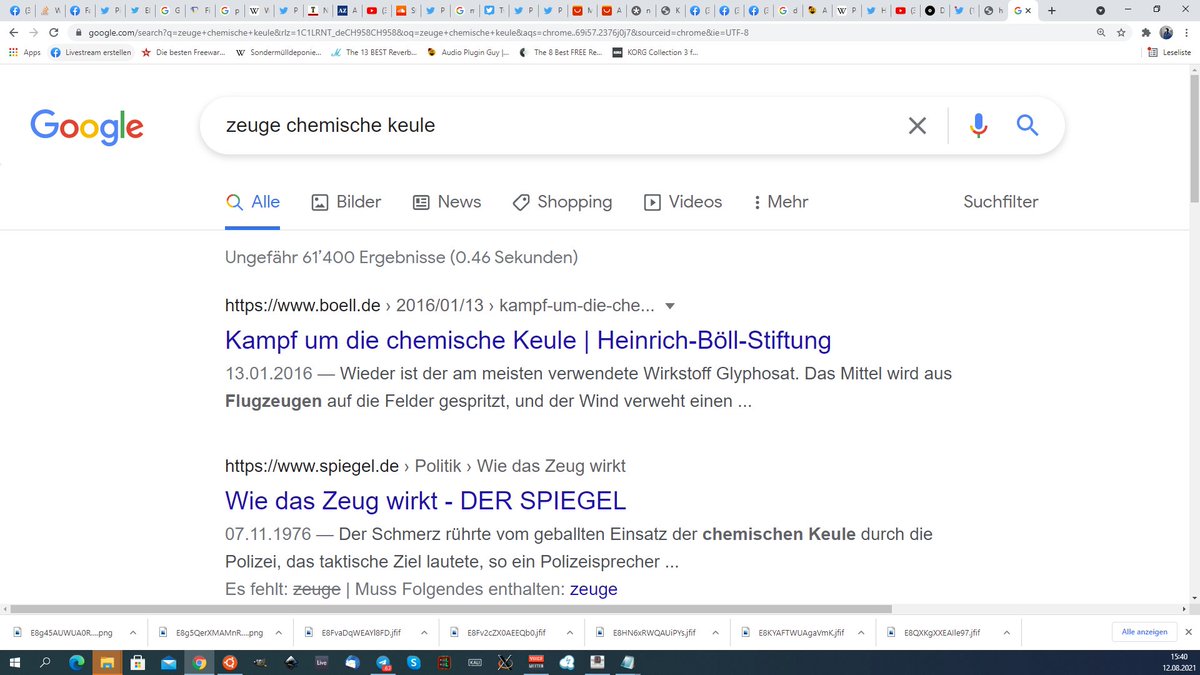 google.com/search?q=zeuge+chemische+keule&rlz=1C1LRNT_deCH958CH958&oq=zeuge+chemische+keule&aqs=chrome..69i57.2376j0j7&sourceid=chrome&ie=UTF-8
Apps Livestream erstellen Die besten Freewar... Sondermülldeponie... The 13 BEST Reverb... Audio Plugin Guy |... The 8 Best FREE Re... KORG Collection 3 f... Leseliste
Google
zeuge chemische keule
Alle Bilder News Shopping Videos Mehr Suchfilter
Ungefähr 61'400 Ergebnisse (0.46 Sekunden)
https://www.boell.de › 2016/01/13 › kampf-um-die-che...
Kampf um die chemische Keule | Heinrich-Böll-Stiftung
13.01.2016 — Wieder ist der am meisten verwendete Wirkstoff Glyphosat. Das Mittel wird aus
Flugzeugen auf die Felder gespritzt, und der Wind verweht einen ...
https://www.spiegel.de › Politik › Wie das Zeug wirkt
Wie das Zeug wirkt - DER SPIEGEL
07.11.1976 — Der Schmerz rührte vom geballten Einsatz der chemischen Keule durch die
Polizei, das taktische Ziel lautete, so ein Polizeisprecher ...
Es fehlt: zeuge | Muss Folgendes enthalten: zeuge
E8g45AUWUA0R....png E8g5QerXMAMnR....png E8FvaDqWEAYl8FD.jfif E8Fv2cZX0AEEQb0.jfif E8HN6xRWQAUiPYs.jfif E8KYAFTWUAgaVmK.jfif E8QXKgXXEAIle97.jfif Alle anzeigen
15:40
12.08.2021